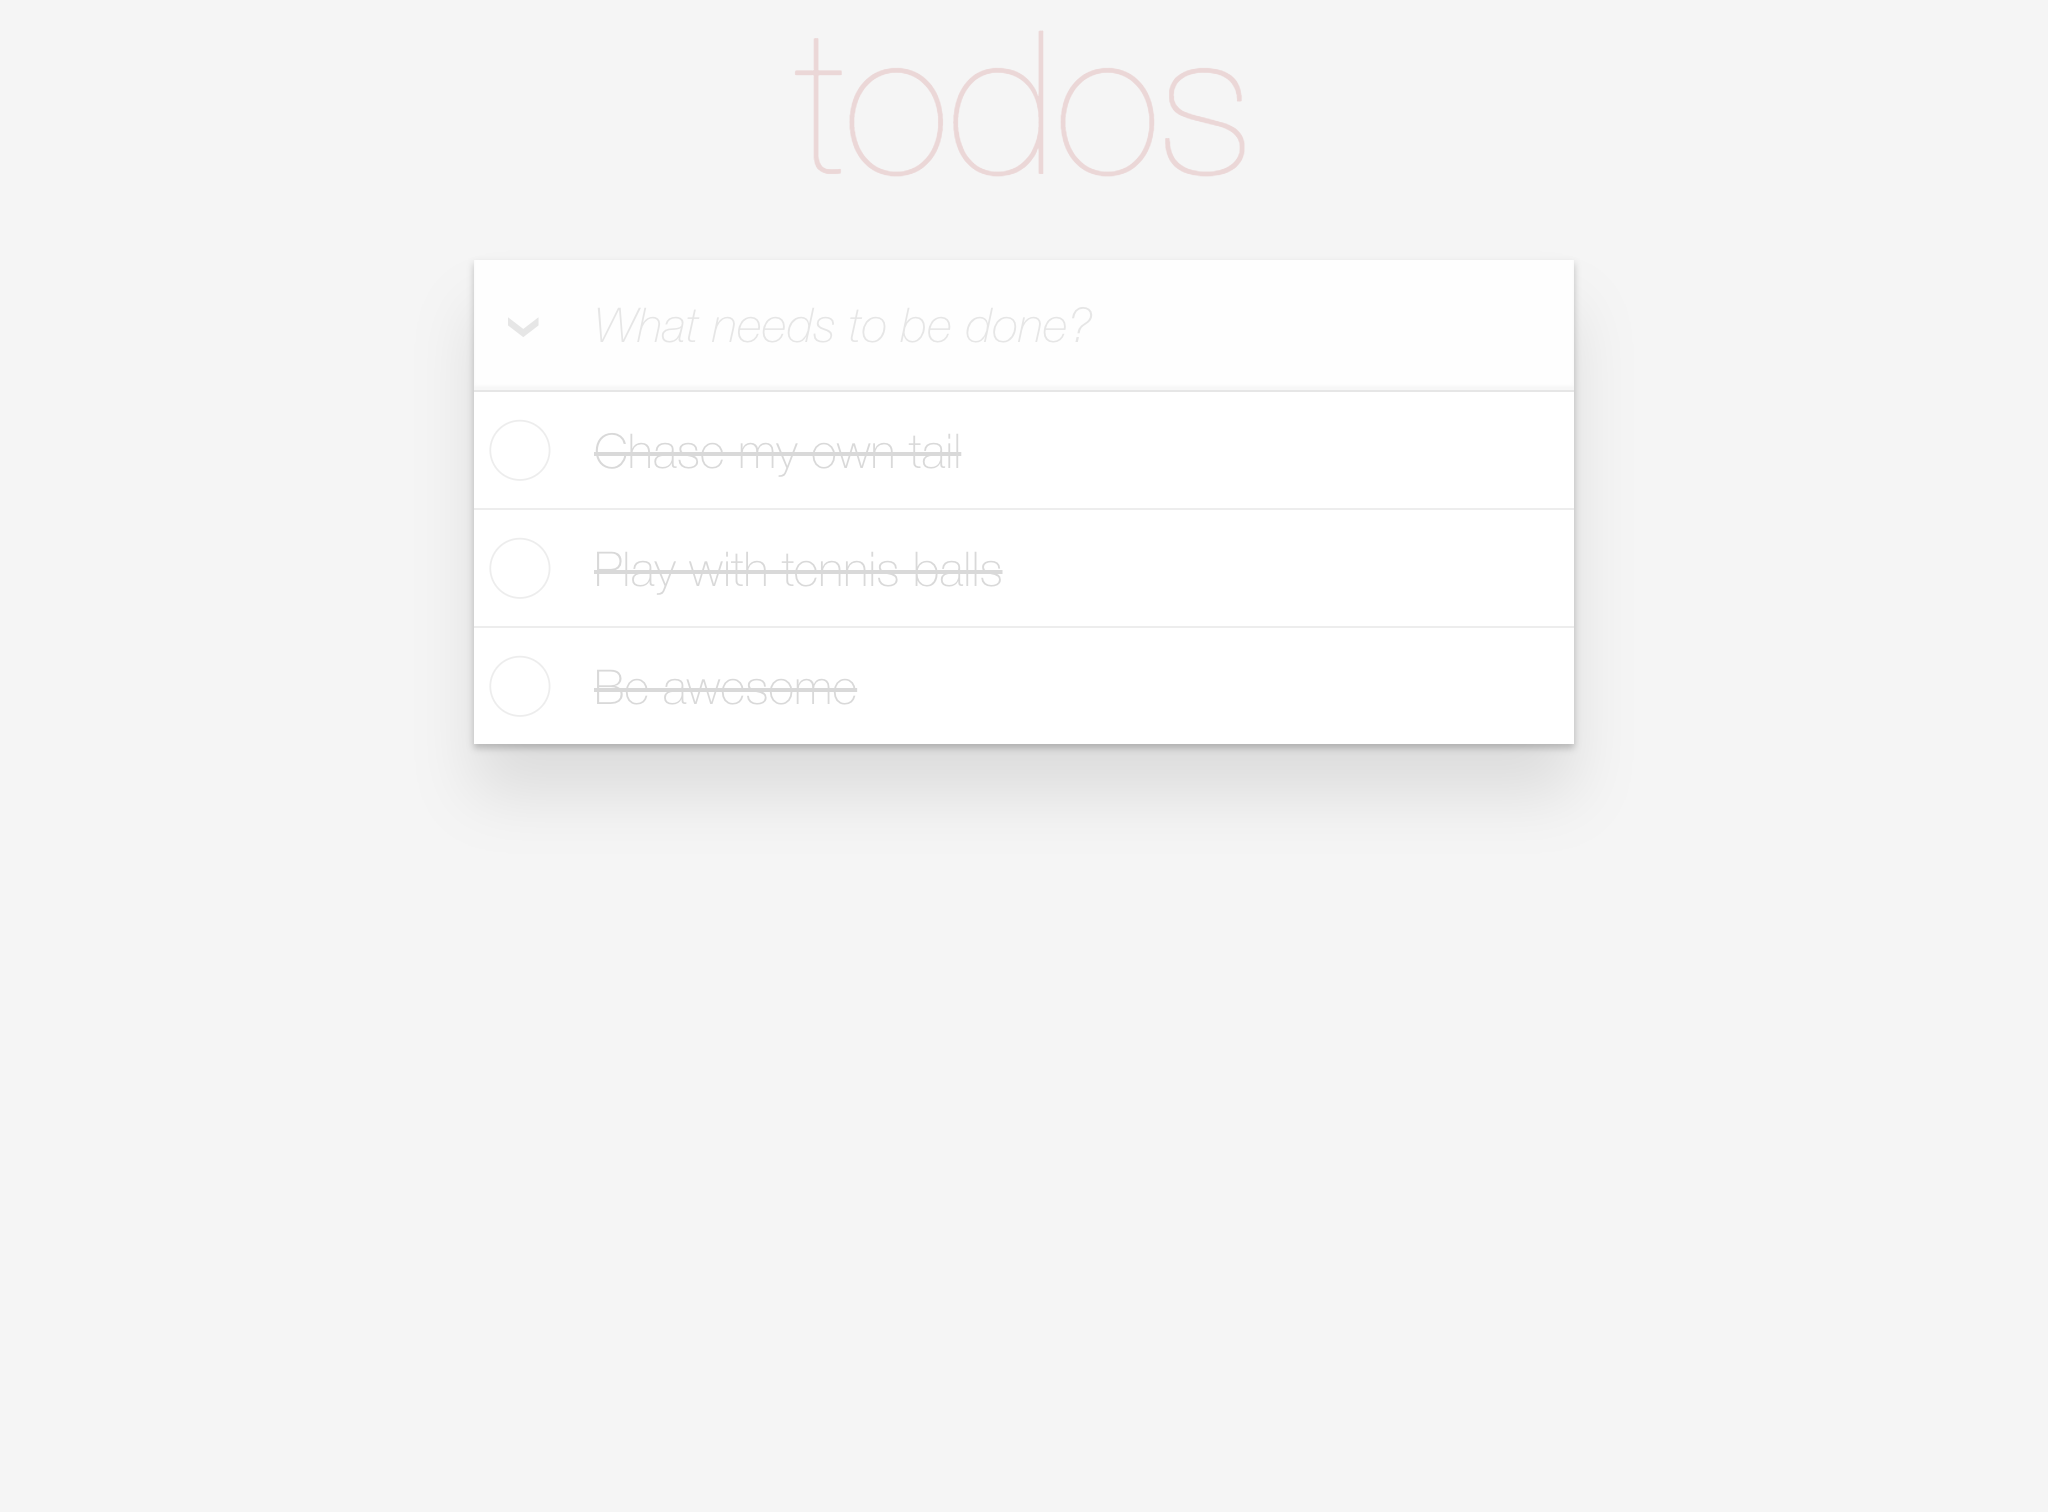 todos
What needs to be done?
Chase my own tail
Play with tennis balls
Be awesome